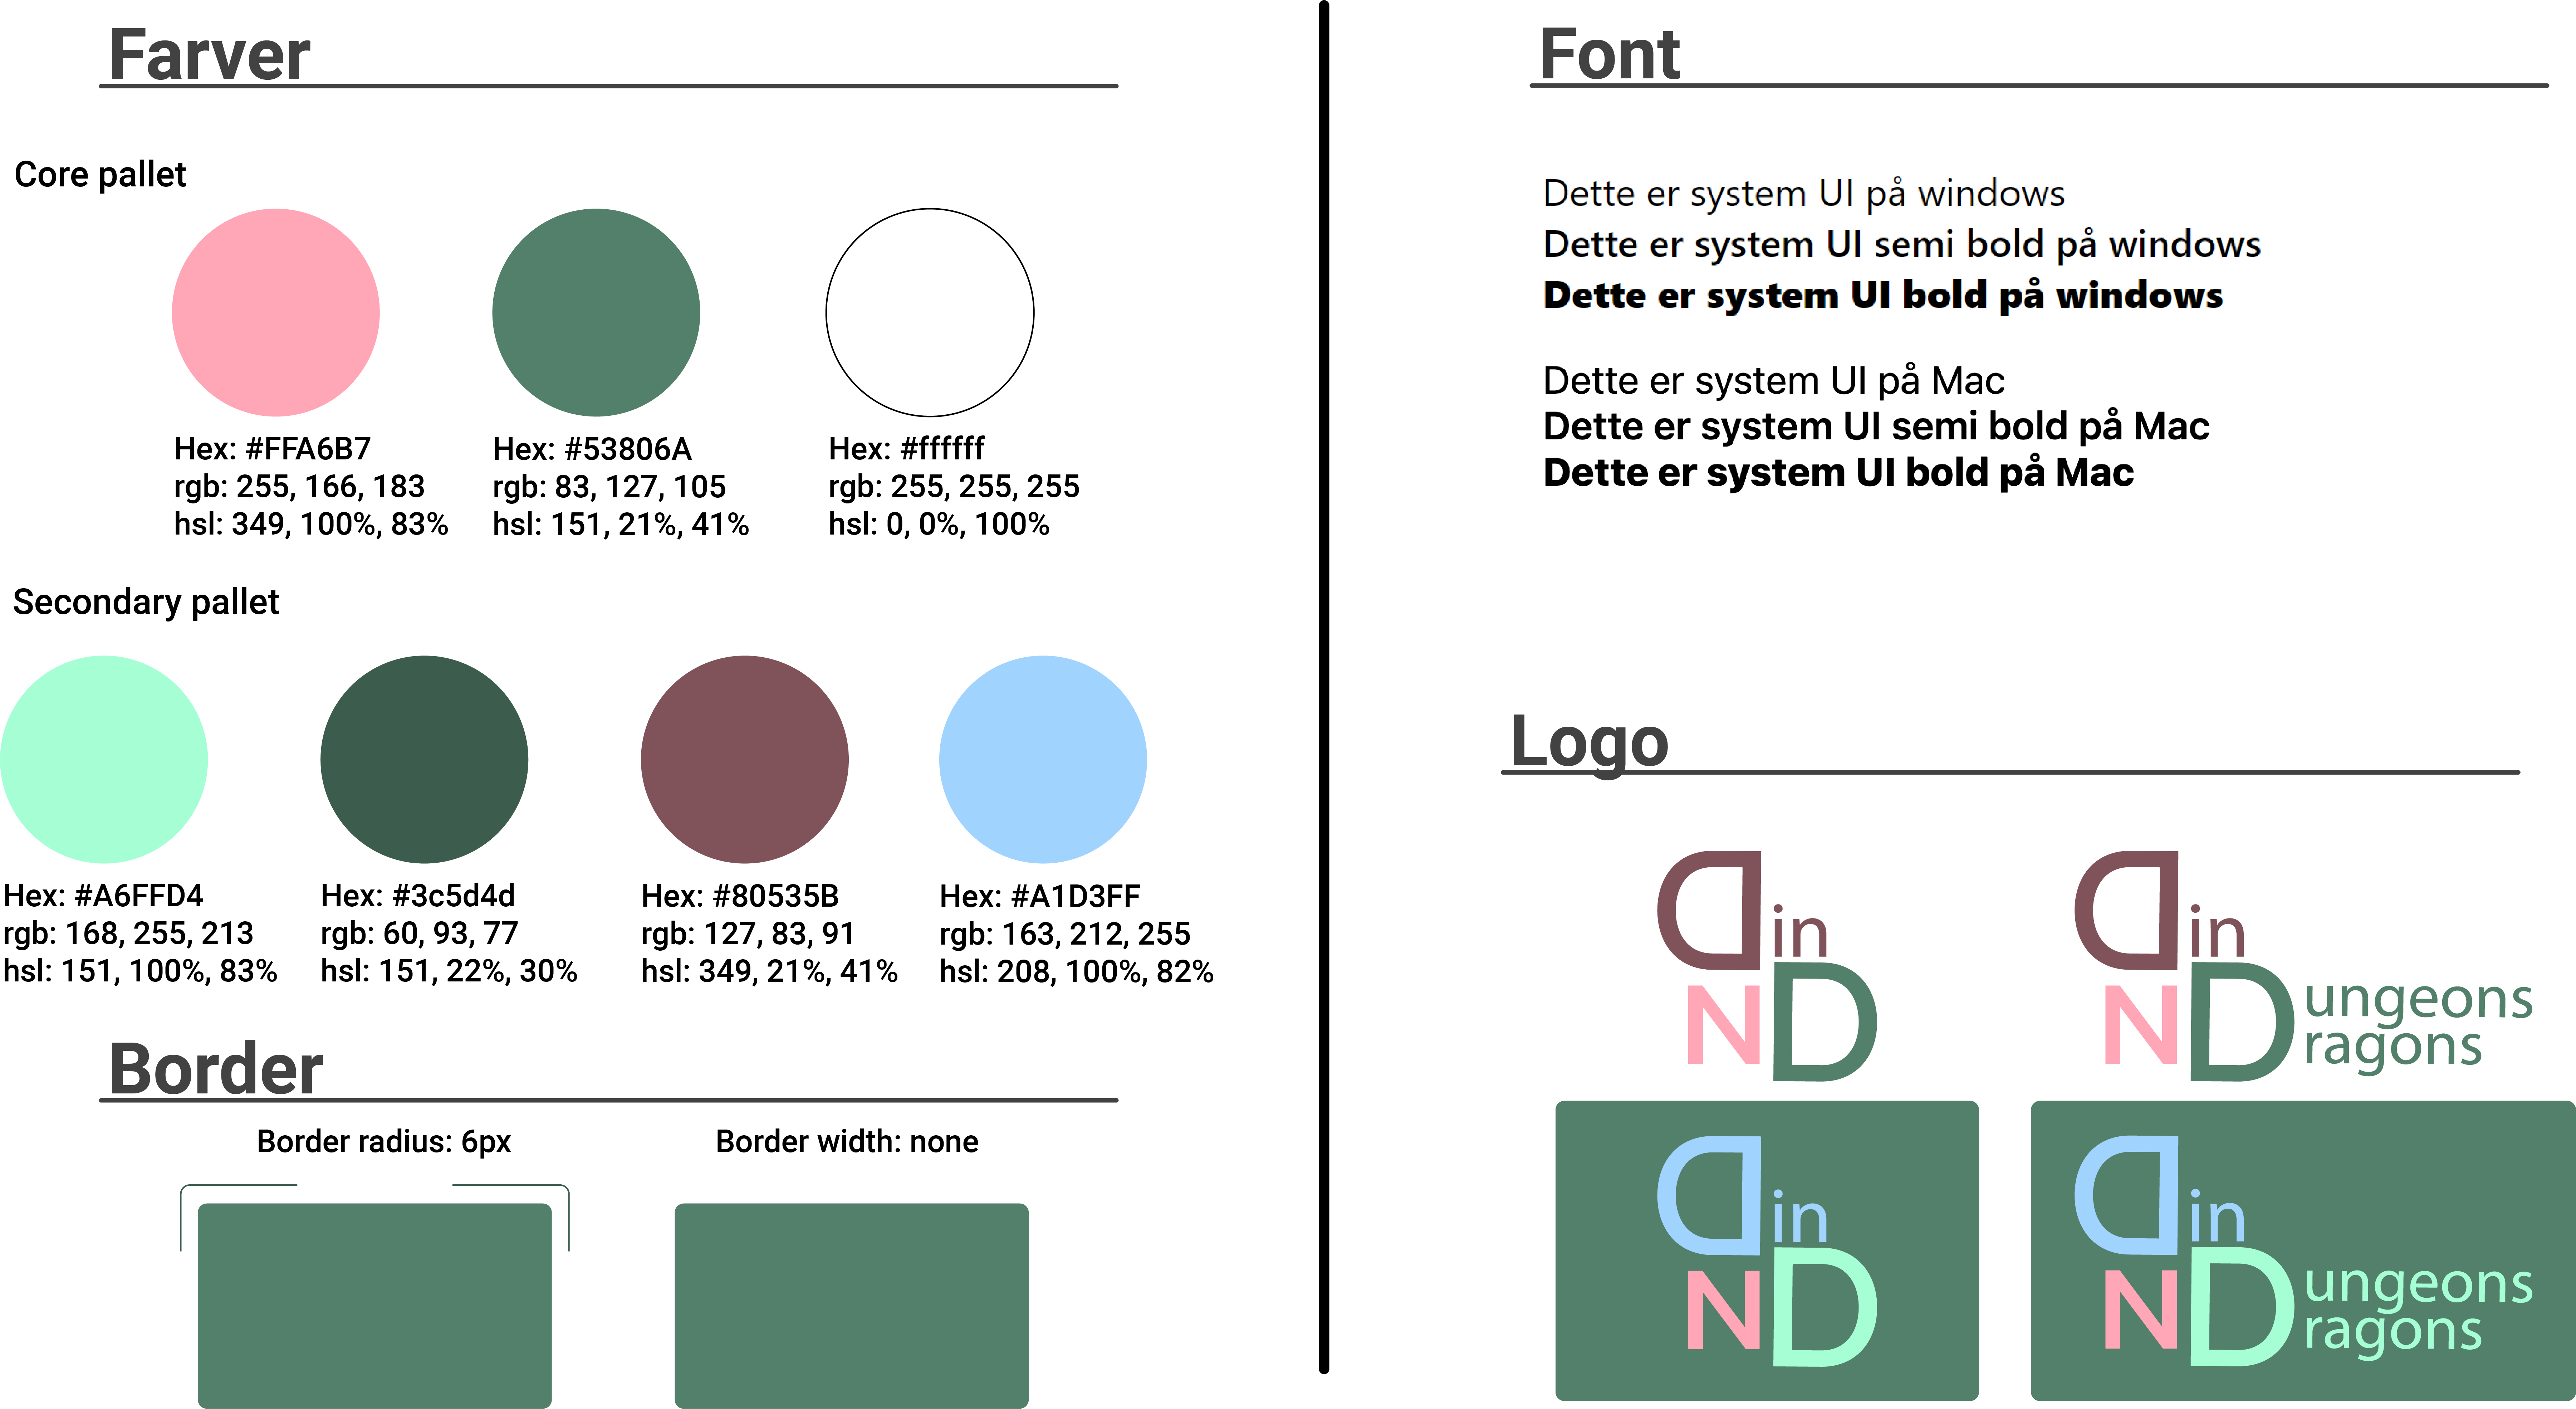 Farver
Core pallet
Hex: #FFA6B7
rgb: 255, 166, 183
hsl: 349, 100%, 83%
Hex: #53806A
rgb: 83, 127, 105
hsl: 151, 21%, 41%
Hex: #ffffff
rgb: 255, 255, 255
hsl: 0, 0%, 100%
Secondary pallet
Hex: #A6FFD4
rgb: 168, 255, 213
hsl: 151, 100%, 83%
Hex: #3c5d4d
rgb: 60, 93, 77
hsl: 151, 22%, 30%
Hex: #80535B
rgb: 127, 83, 91
hsl: 349, 21%, 41%
Hex: #A1D3FF
rgb: 163, 212, 255
hsl: 208, 100%, 82%
Border
Border radius: 6px
Border width: none
Font
Dette er system UI på windows
Dette er system UI semi bold på windows
Dette er system UI bold på windows
Dette er system UI på Mac
Dette er system UI semi bold på Mac
Dette er system UI bold på Mac
Logo
D in
N D
D in
N D ungeons
ragons
D in
N D
D in
N D ungeons
ragons